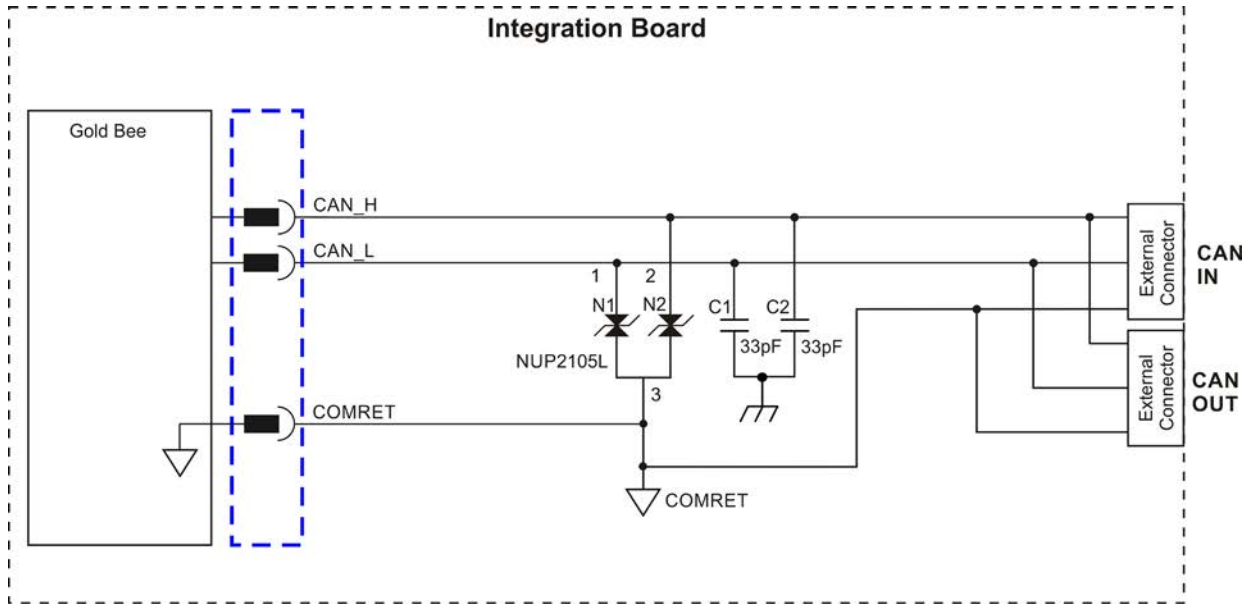 Integration Board
Gold Bee
CAN_H
CAN_L
1 2
N1 N2 C1 C2
33pF 33pF
NUP2105L
3
COMRET
COMRET
External
Connector
CAN
IN
External
Connector
CAN
OUT